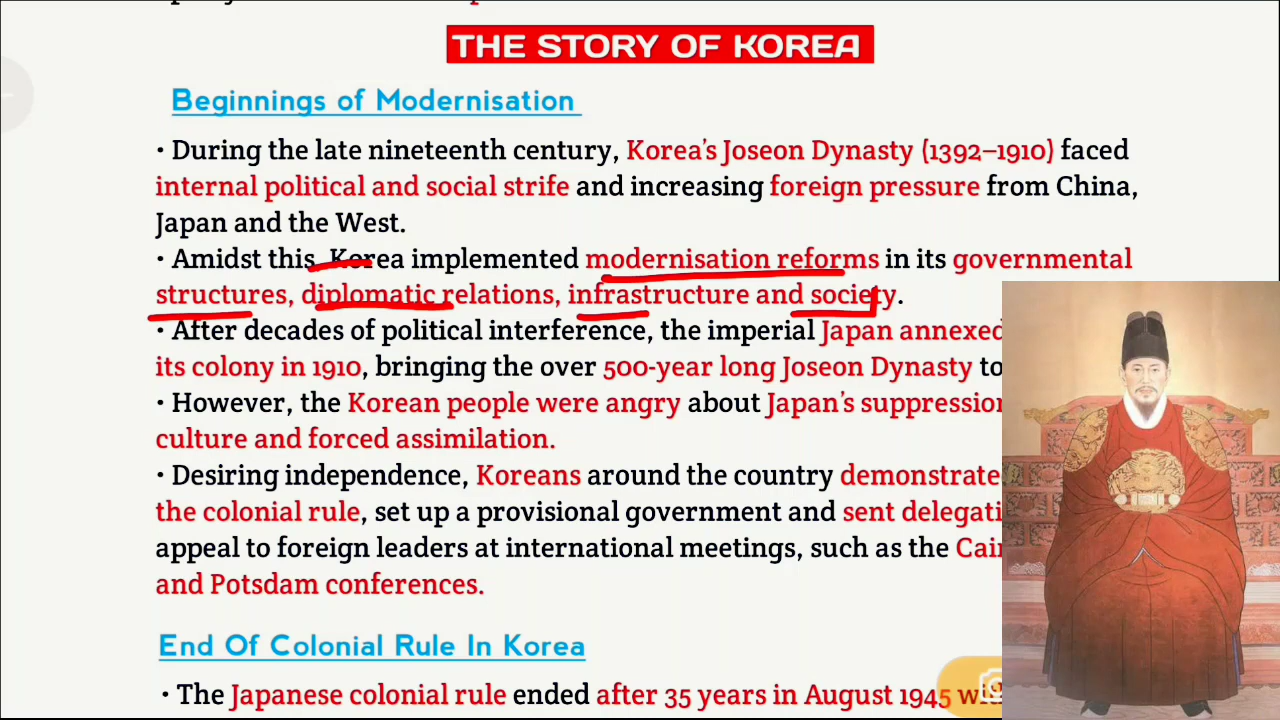 THE STORY OF KOREA
Beginnings of Modernisation
• During the late nineteenth century, Korea's Joseon Dynasty (1392–1910) faced
internal political and social strife and increasing foreign pressure from China,
Japan and the West.
• Amidst this, Korea implemented modernisation reforms in its governmental
structures, diplomatic relations, infrastructure and society.
• After decades of political interference, the imperial Japan annexed
its colony in 1910, bringing the over 500-year long Joseon Dynasty to
• However, the Korean people were angry about Japan's suppression
culture and forced assimilation.
• Desiring independence, Koreans around the country
the colonial rule, set up a provisional government and sent
appeal to foreign leaders at international meetings, such as the
and Potsdam conferences.
End Of Colonial Rule In Korea
• The Japanese colonial rule ended after 35 years in August 1945